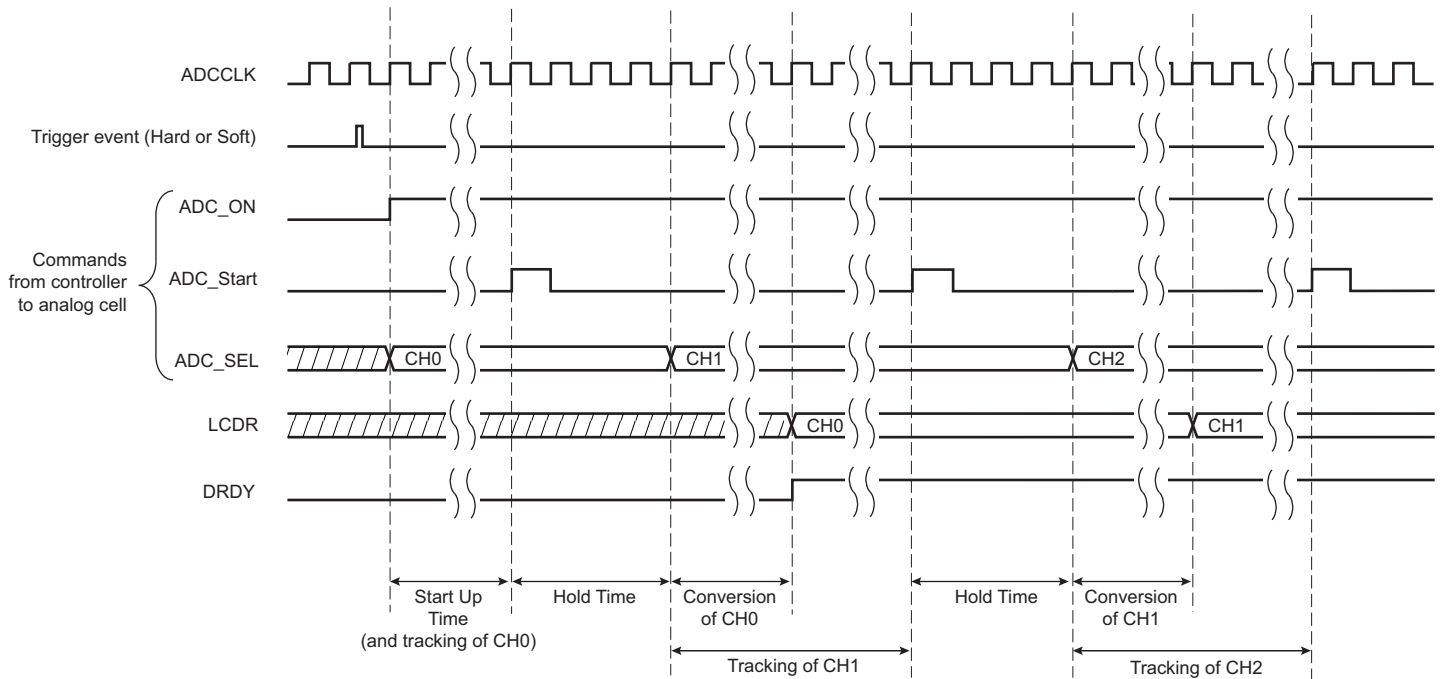 ADCCLK
Trigger event (Hard or Soft)
ADC_ON
Commands
from controller
to analog cell
ADC_Start
ADC_SEL
CH0
CH1
CH2
LCDR
CH0
CH1
DRDY
Start Up
Time
(and tracking of CH0)
Hold Time
Conversion
of CH0
Hold Time
Conversion
of CH1
Tracking of CH1
Tracking of CH2